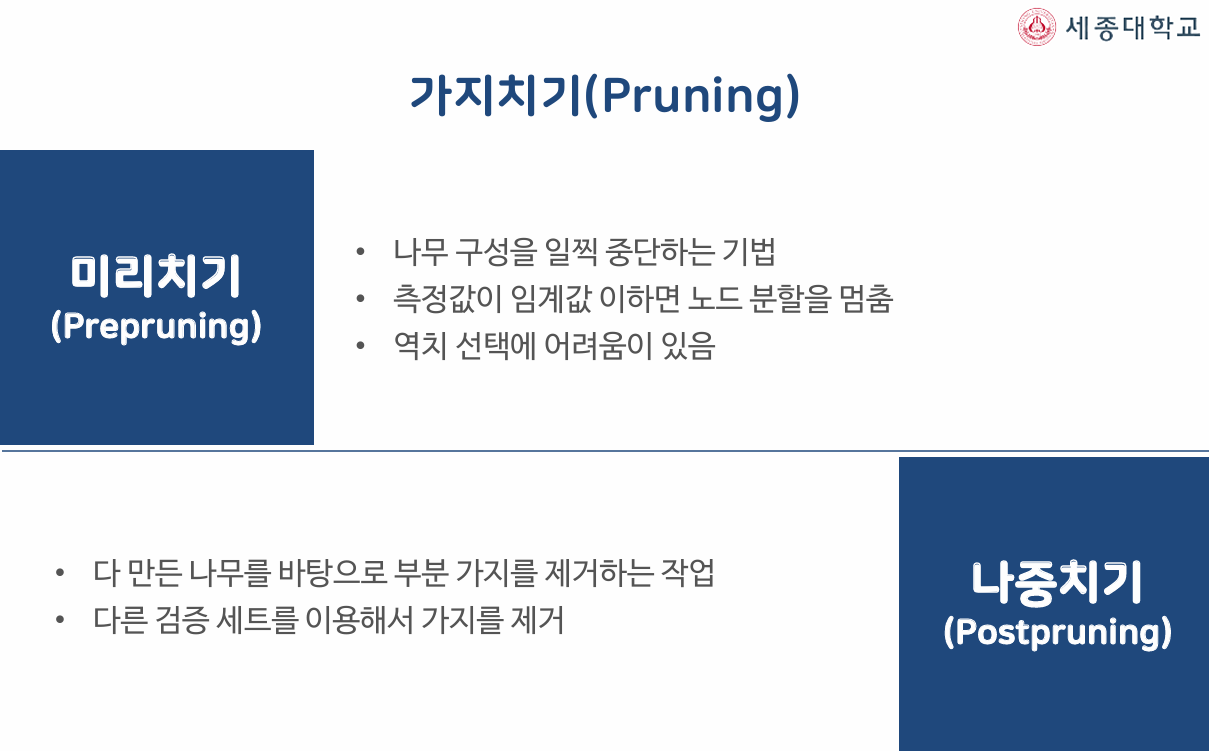 세종대학교
가지치기(Pruning)
미리치기
(Prepruning)
• 나무 구성을 일찍 중단하는 기법
• 측정값이 임계값 이하면 노드 분할을 멈춤
• 역치 선택에 어려움이 있음
• 다 만든 나무를 바탕으로 부분 가지를 제거하는 작업
• 다른 검증 세트를 이용해서 가지를 제거
나중치기
(Postpruning)